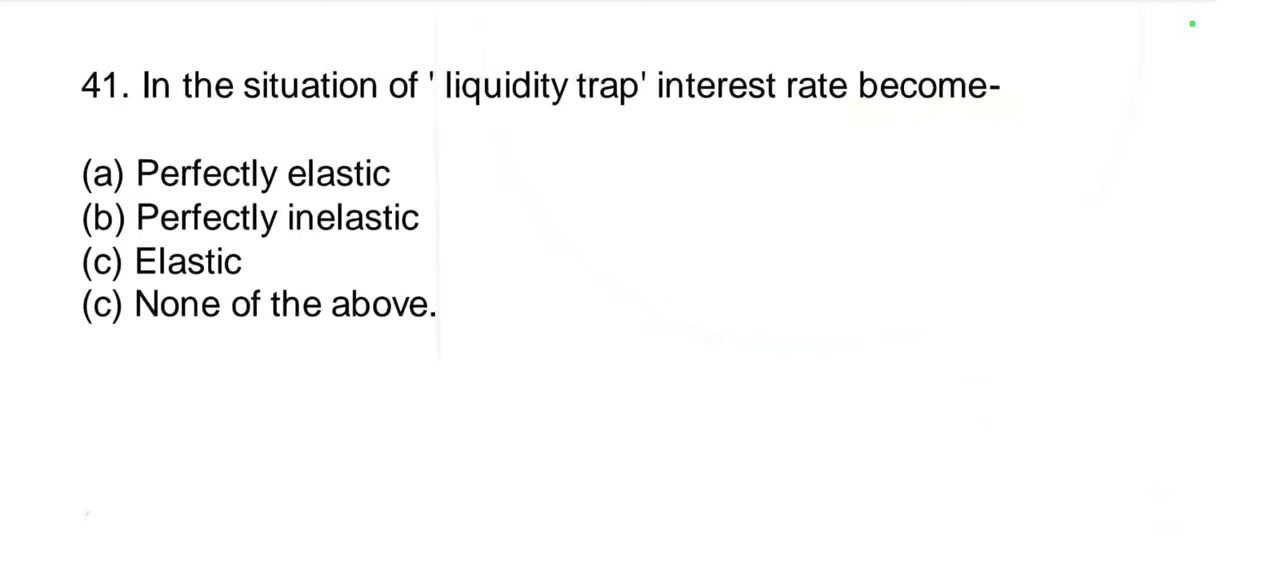 41. In the situation of ' liquidity trap' interest rate become-
(a) Perfectly elastic
(b) Perfectly inelastic
(c) Elastic
(c) None of the above.